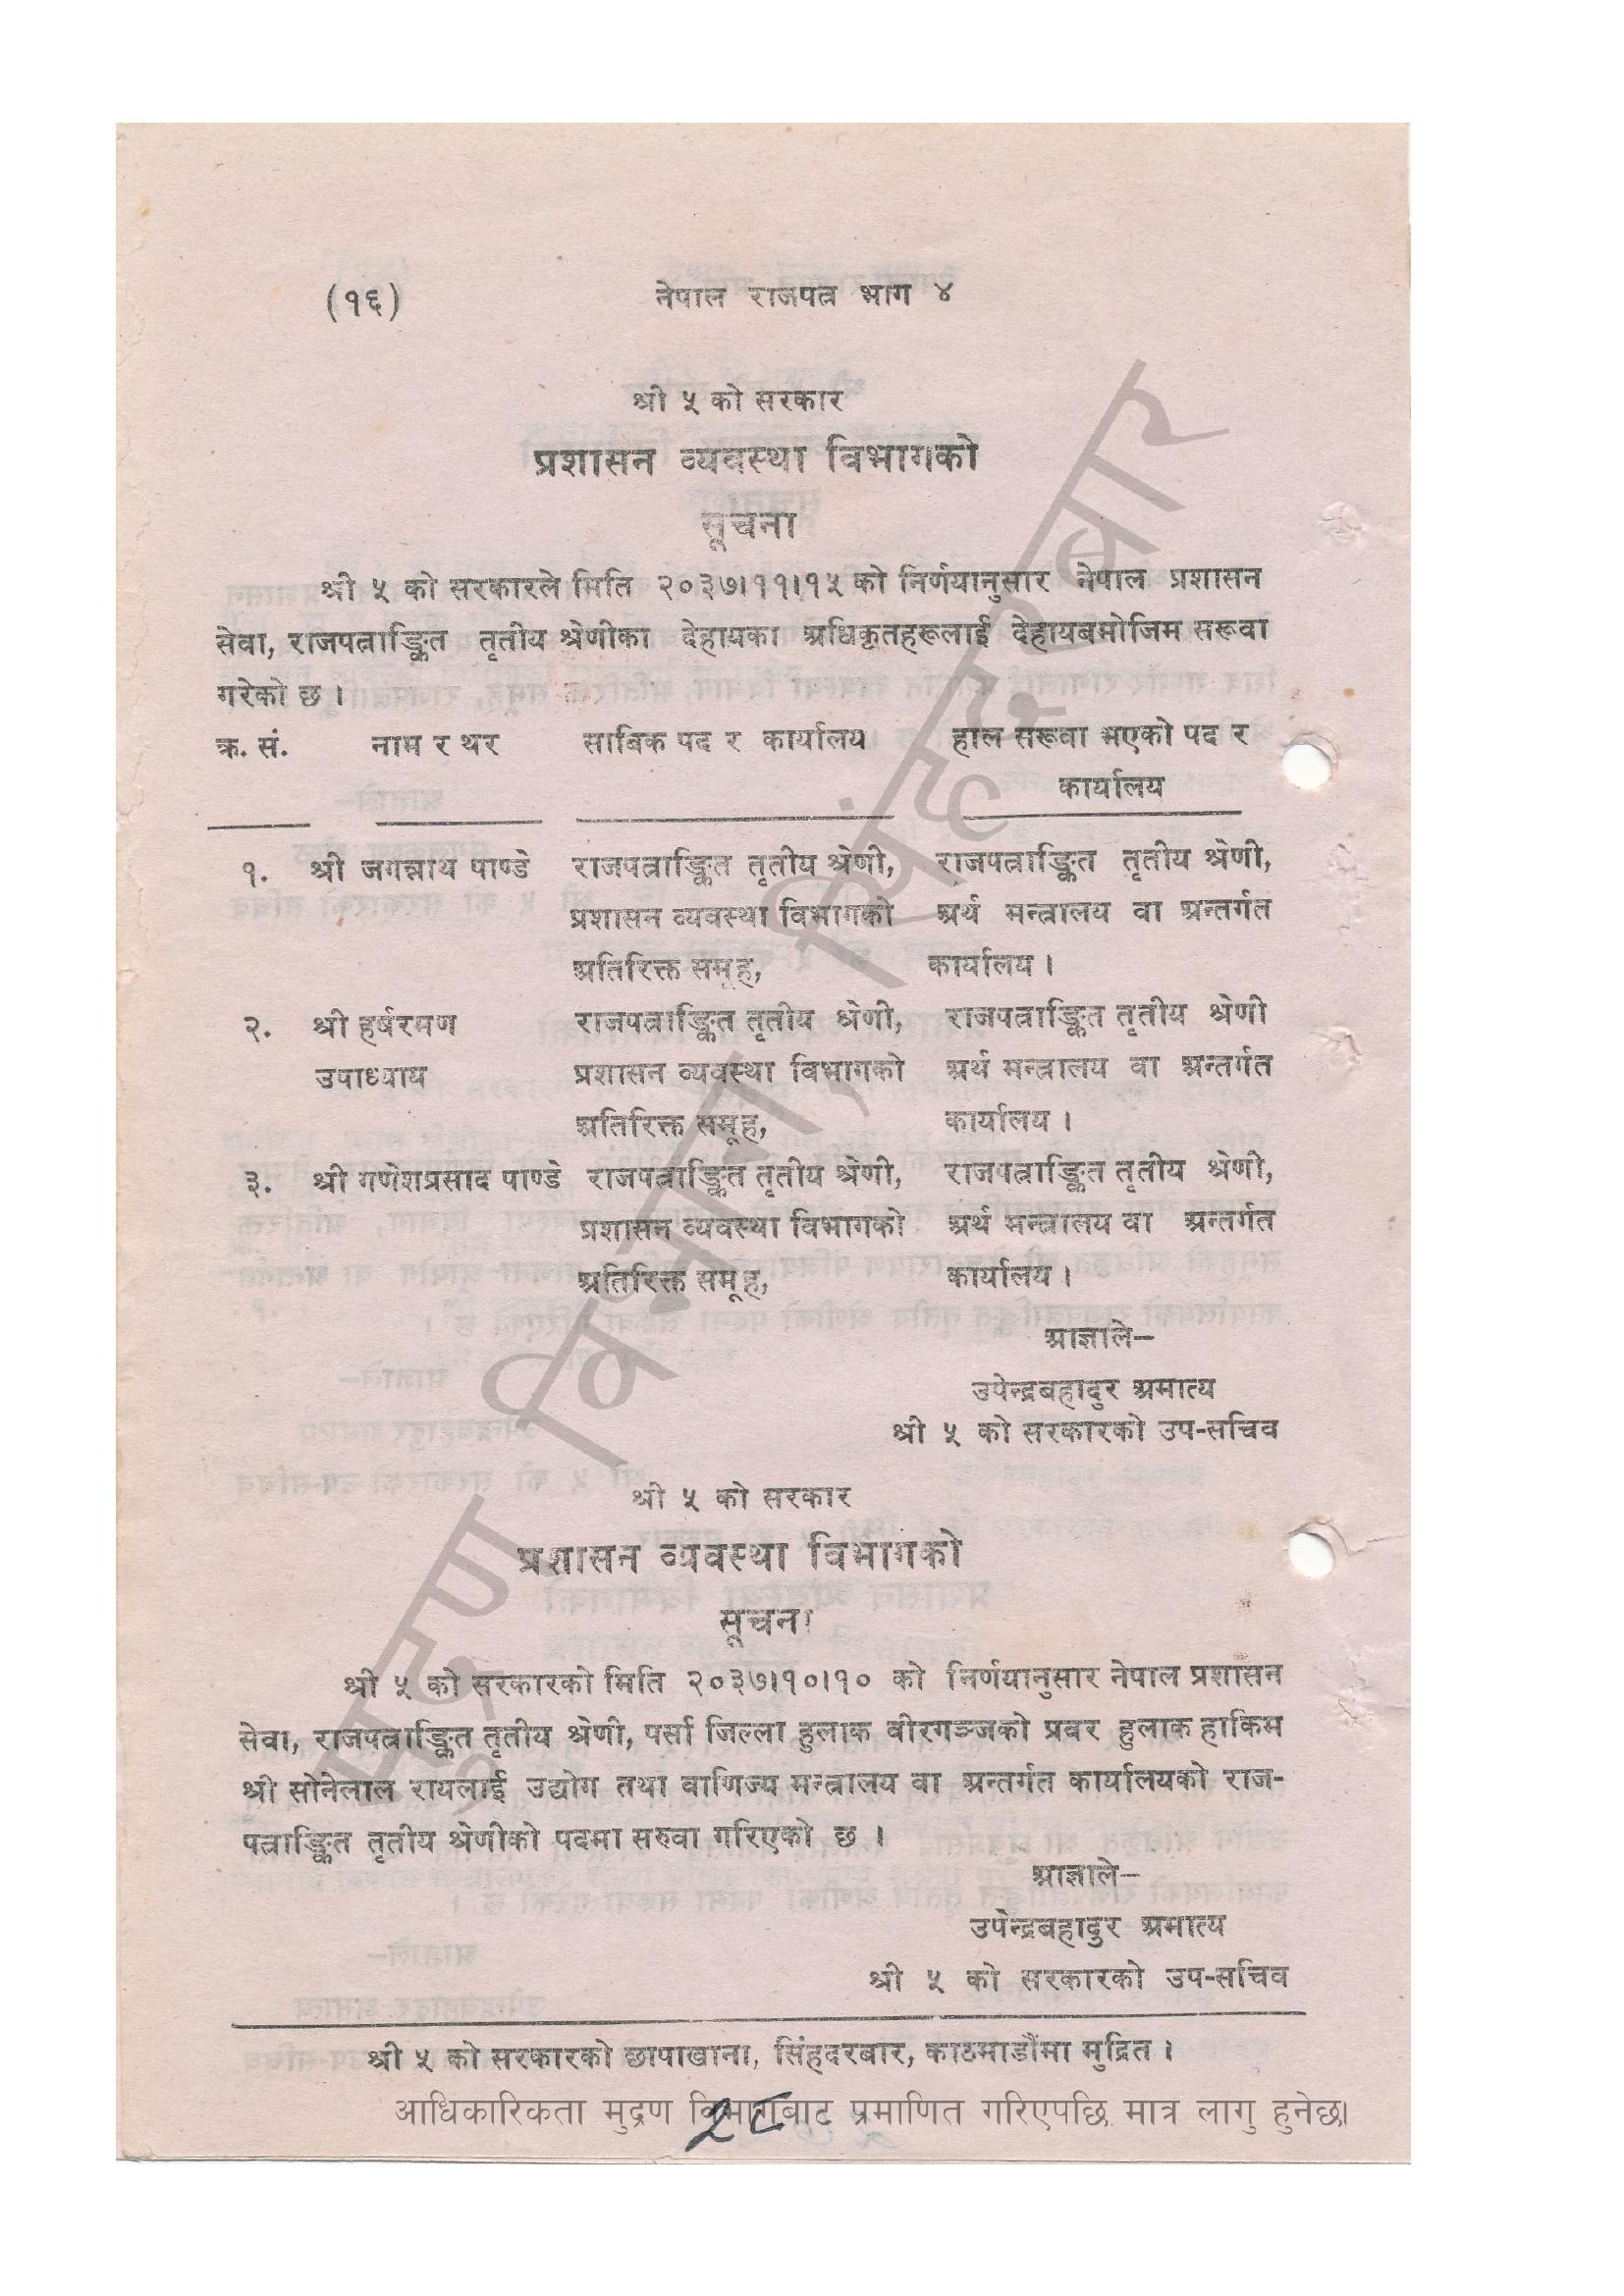 (१६) नेपाल राजपत्र भाग ४
श्री ५ को सरकार
प्रशासन व्यवस्था विभागको
सूचना
श्री ५ को सरकारले मिति २०३७।११।१५ को निर्णयानुसार नेपाल प्रशासन
सेवा, राजपत्राङ्कित तृतीय श्रेणीका देहायका अधिकृतहरूलाई देहायबमोजिम सरूवा
गरेको छ ।
क्र. सं. नाम र थर साबिक पद र कार्यालय हाल सरूवा भएको पद र
कार्यालय
१. श्री जगन्नाथ पाण्डे राजपत्राङ्कित तृतीय श्रेणी, राजपत्राङ्कित तृतीय श्रेणी,
प्रशासन व्यवस्था विभागको अर्थ मन्त्रालय वा अन्तर्गत
अतिरिक्त समूह, कार्यालय ।
२. श्री हर्षरमण राजपत्राङ्कित तृतीय श्रेणी, राजपत्राङ्कित तृतीय श्रेणी
उपाध्याय प्रशासन व्यवस्था विभागको अर्थ मन्त्रालय वा अन्तर्गत
अतिरिक्त समूह, कार्यालय ।
३. श्री गणेशप्रसाद पाण्डे राजपत्राङ्कित तृतीय श्रेणी, राजपत्राङ्कित तृतीय श्रेणी,
प्रशासन व्यवस्था विभागको अर्थ मन्त्रालय वा अन्तर्गत
अतिरिक्त समूह, कार्यालय ।
आज्ञाले–
उपेन्द्रबहादुर अमात्य
श्री ५ को सरकारको उप-सचिव
श्री ५ को सरकार
प्रशासन व्यवस्था विभागको
सूचना
श्री ५ को सरकारको मिति २०३७।१०।१० को निर्णयानुसार नेपाल प्रशासन
सेवा, राजपत्राङ्कित तृतीय श्रेणी, पर्सा जिल्ला हुलाक वीरगञ्जको प्रवर हुलाक हाकिम
श्री सोनेलाल रायलाई उद्योग तथा वाणिज्य मन्त्रालय वा अन्तर्गत कार्यालयको राज-
पत्राङ्कित तृतीय श्रेणीको पदमा सरुवा गरिएको छ ।
आज्ञाले–
उपेन्द्रबहादुर अमात्य
श्री ५ को सरकारको उप-सचिव
श्री ५ को सरकारको छापाखाना, सिंहदरबार, काठमाडौंमा मुद्रित ।
आधिकारिकता मुद्रण विभागबाट प्रमाणित गरिएपछि मात्र लागु हुनेछ।
२८
मुद्रण विभाग, सिंहदरबार